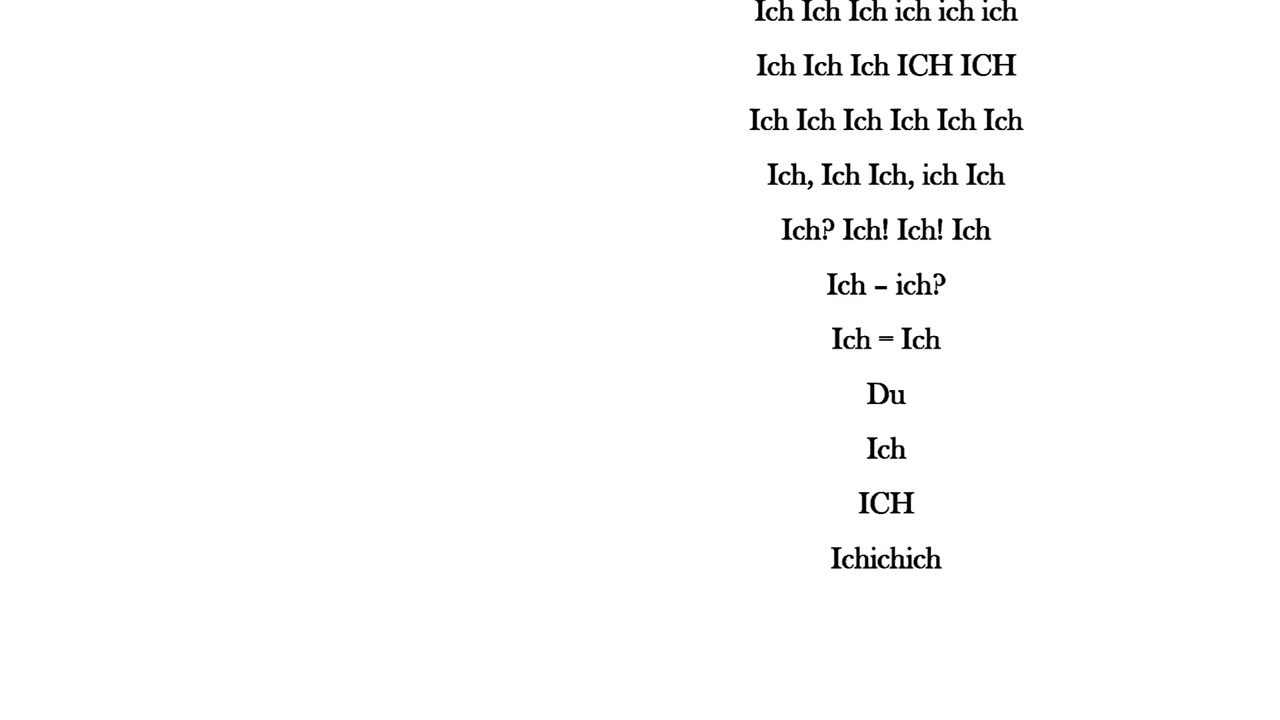 Ich Ich Ich ich ich ich
Ich Ich Ich ICH ICH
Ich Ich Ich Ich Ich Ich
Ich, Ich Ich, ich Ich
Ich? Ich! Ich! Ich
Ich – ich?
Ich = Ich
Du
Ich
ICH
Ichichich